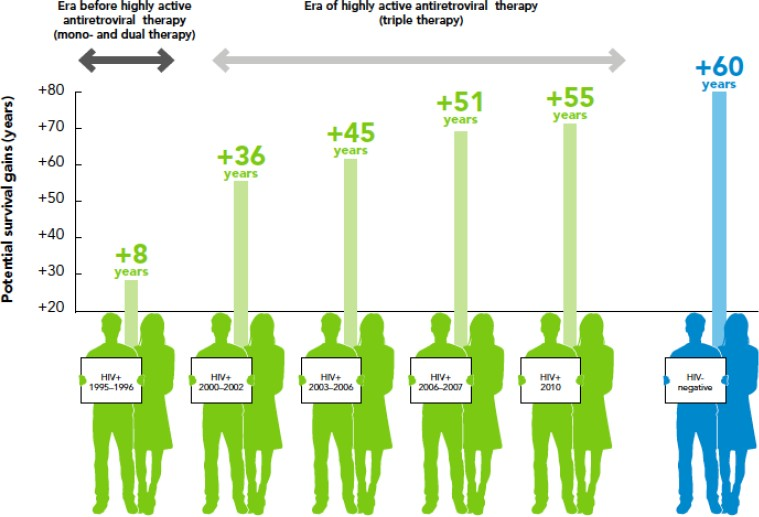 Era before highly active
antiretroviral therapy
(mono- and dual therapy)
Era of highly active antiretroviral therapy
(triple therapy)
Potential survival gains (years)
+80
+70
+60
+50
+40
+30
+20
+8
years
+36
years
+45
years
+51
years
+55
years
+60
years
HIV+
1995–1996
HIV+
2000–2002
HIV+
2003–2006
HIV+
2006–2007
HIV+
2010
HIV-
negative